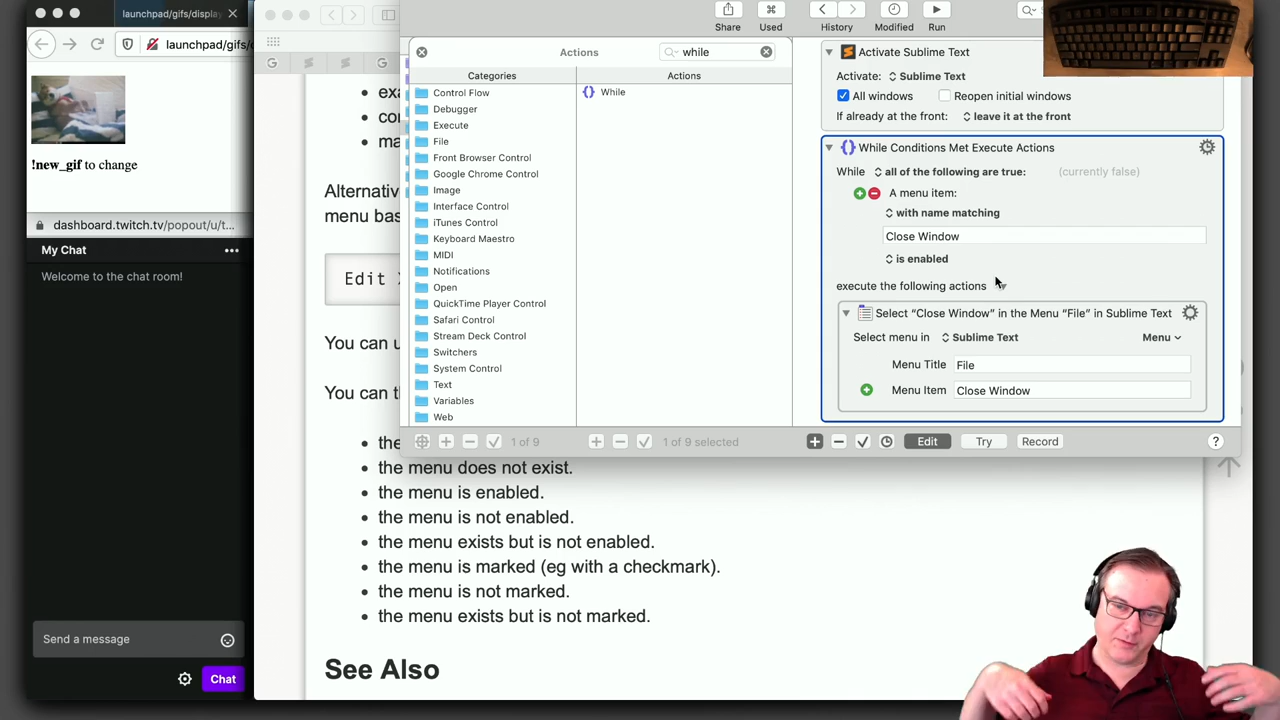 launchpad/gifs/display
launchpad/gifs/
!new_gif to change
dashboard.twitch.tv/popout/u/t...
My Chat
Welcome to the chat room!
Send a message
Chat
Share
Used
History
Modified
Run
Actions
while
Categories
Actions
Control Flow
Debugger
Execute
File
Front Browser Control
Google Chrome Control
Image
Interface Control
iTunes Control
Keyboard Maestro
MIDI
Notifications
Open
QuickTime Player Control
Safari Control
Stream Deck Control
Switchers
System Control
Text
Variables
Web
While
1 of 9
1 of 9 selected
Activate Sublime Text
Activate: Sublime Text
All windows
Reopen initial windows
If already at the front: leave it at the front
While Conditions Met Execute Actions
While all of the following are true: (currently false)
A menu item:
with name matching
Close Window
is enabled
execute the following actions
Select “Close Window” in the Menu “File” in Sublime Text
Select menu in Sublime Text Menu
Menu Title File
Menu Item Close Window
Edit
Try
Record
?
Alternativ
menu bas
Edit
You can u
You can t
the menu does not exist.
the menu is enabled.
the menu is not enabled.
the menu exists but is not enabled.
the menu is marked (eg with a checkmark).
the menu is not marked.
the menu exists but is not marked.
See Also